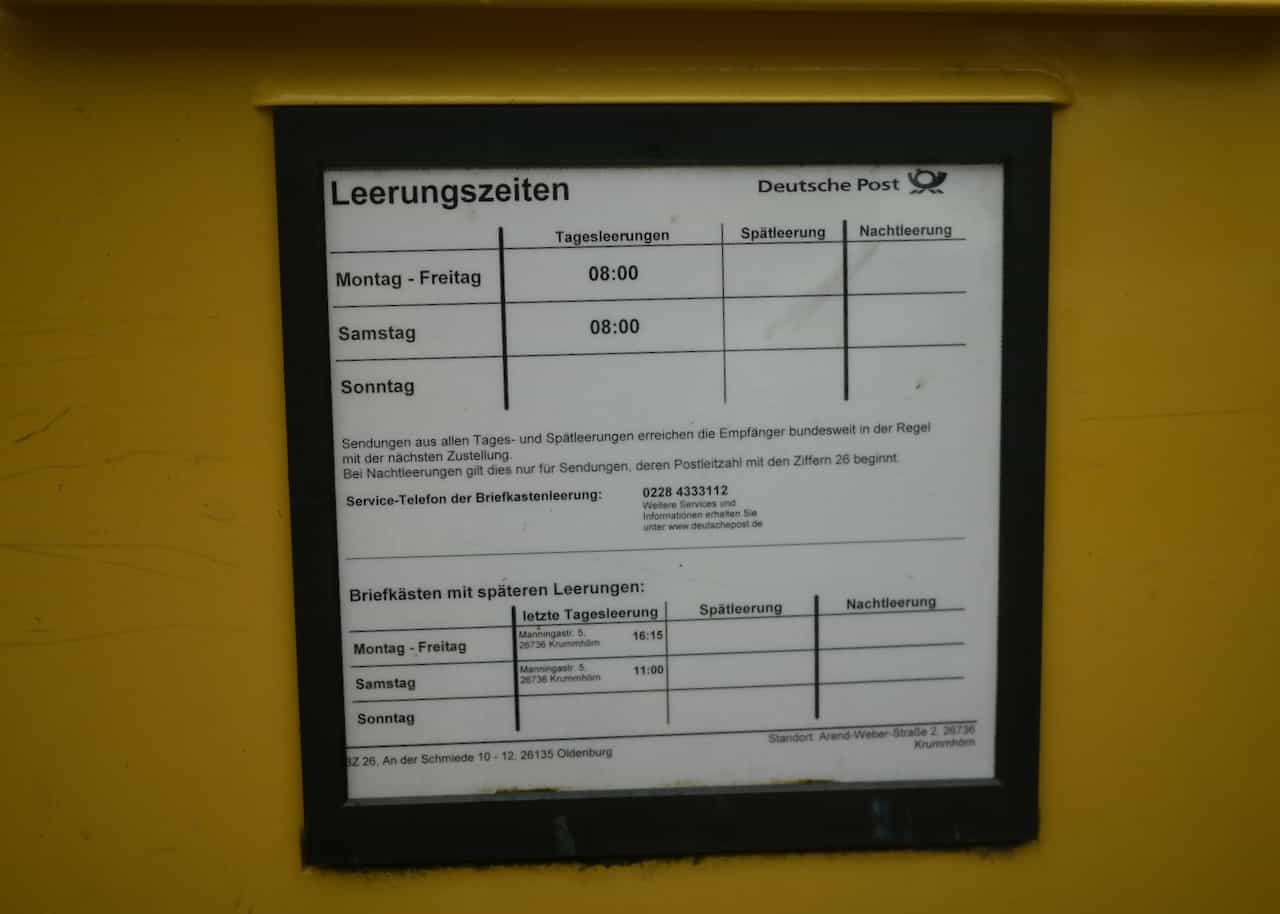 Leerungszeiten
Deutsche Post
Tagesleerungen Spätleerung Nachtleerung
Montag - Freitag 08:00
Samstag 08:00
Sonntag
Sendungen aus allen Tages- und Spätleerungen erreichen die Empfänger bundesweit in der Regel
mit der nächsten Zustellung.
Bei Nachtleerungen gilt dies nur für Sendungen, deren Postleitzahl mit den Ziffern 26 beginnt.
Service-Telefon der Briefkastenleerung: 0228 4333112
Weitere Services und
Informationen erhalten Sie
unter www.deutschepost.de
Briefkästen mit späteren Leerungen:
letzte Tagesleerung Spätleerung Nachtleerung
Montag - Freitag Manningastr. 5, 16:15
26736 Krummhörn
Samstag Manningastr. 5, 11:00
26736 Krummhörn
Sonntag
BZ 26, An der Schmiede 10 - 12, 26135 Oldenburg
Standort: Arend-Weber-Straße 2, 26736
Krummhörn